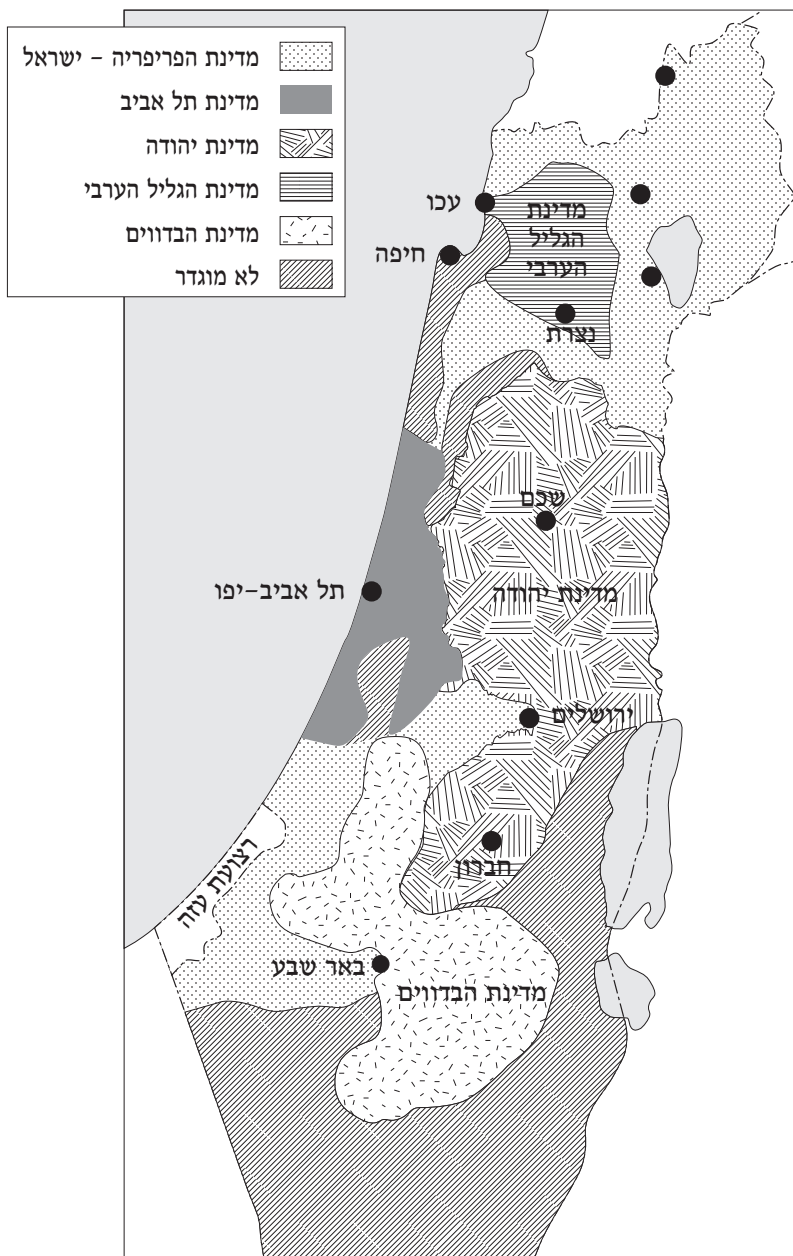 מדינת הפריפריה - ישראל
מדינת תל אביב
מדינת יהודה
מדינת הגליל הערבי
מדינת הבדווים
לא מוגדר
עכו
מדינת
הגליל
הערבי
חיפה
נצרת
שכם
תל אביב-יפו
מדינת יהודה
ירושלים
חברון
רצועת עזה
באר שבע
מדינת הבדווים